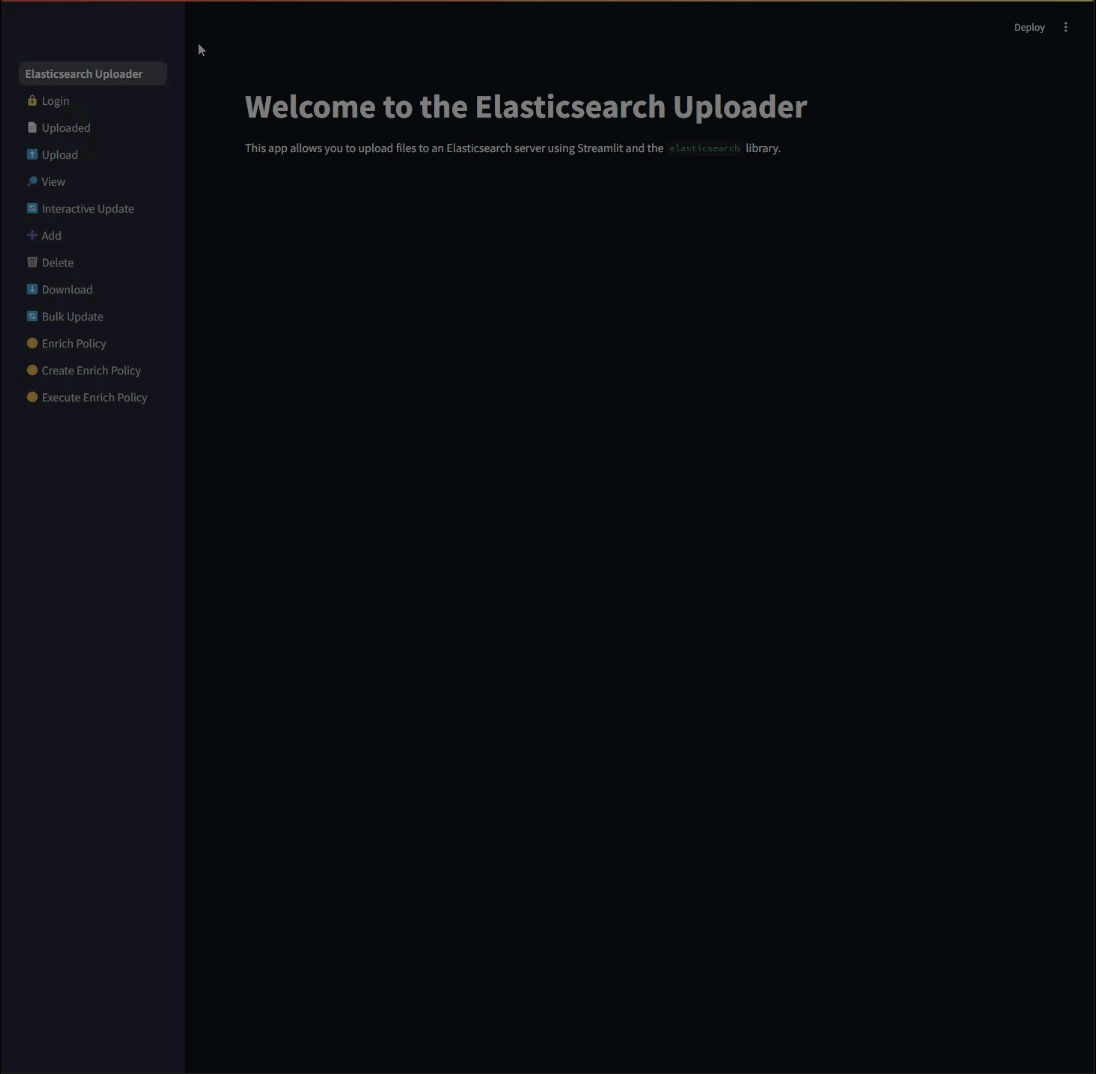 Deploy
Elasticsearch Uploader
Login
Uploaded
Upload
View
Interactive Update
Add
Delete
Download
Bulk Update
Enrich Policy
Create Enrich Policy
Execute Enrich Policy
Welcome to the Elasticsearch Uploader
This app allows you to upload files to an Elasticsearch server using Streamlit and the elasticsearch library.